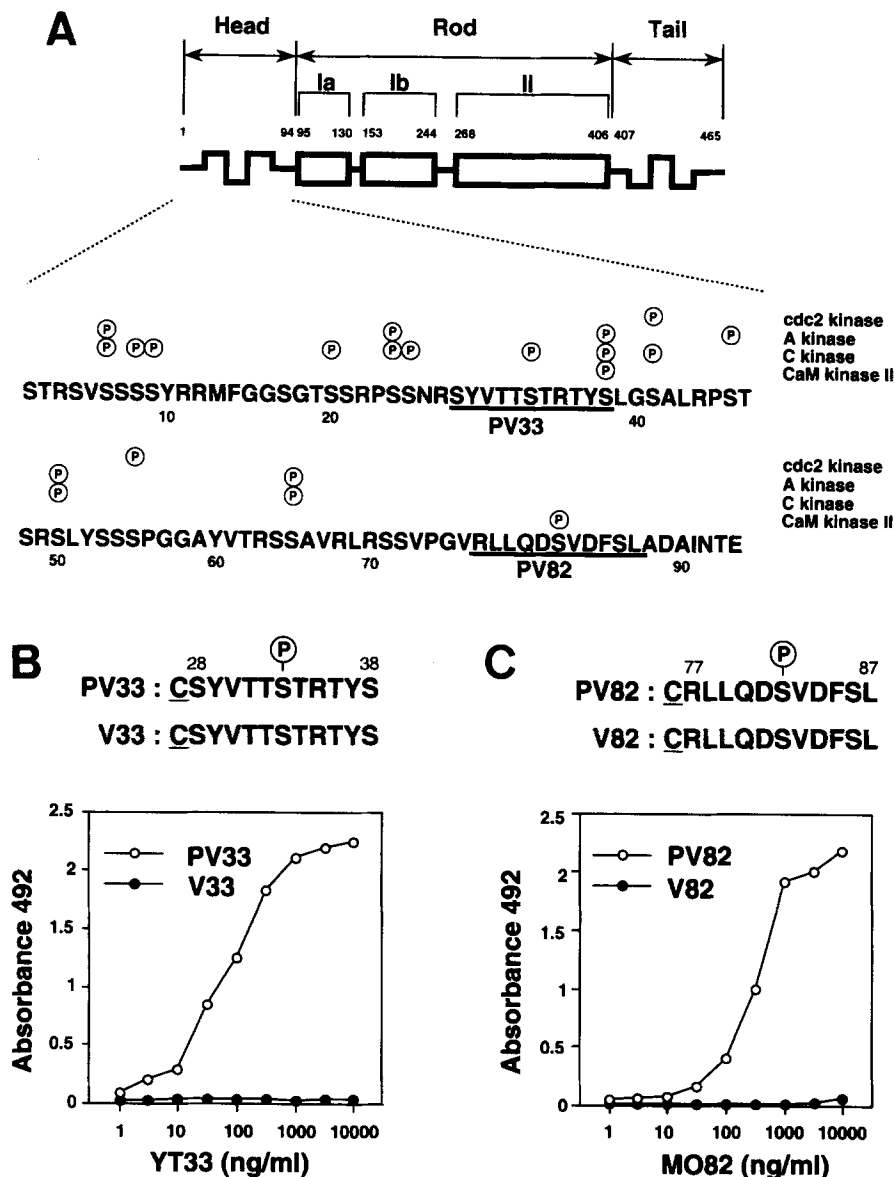 A
Head Rod Tail
Ia Ib II
1 94 95 130 153 244 268 406 407 465
P
P P P
P P P P P P P P
P
cdc2 kinase
A kinase
C kinase
CaM kinase II
STRSVSSSSYRRMFGGSGTSSRPSSNRSYVTTSTRTYSLGSALRPST
10 20 PV33 40
P
P P
P P
P
cdc2 kinase
A kinase
C kinase
CaM kinase II
SRSLYSSSPGGAYVTRSSAVRLRSSVPGVRLLQDSVDFSLADAINTE
50 60 70 PV82 90
B
28 P 38
PV33 : CSYVTTSTRTYS
V33 : CSYVTTSTRTYS
2.5
2
1.5
1
0.5
0
Absorbance 492
PV33
V33
1 10 100 1000 10000
YT33 (ng/ml)
C
77 P 87
PV82 : CRLLQDSVDFSL
V82 : CRLLQDSVDFSL
2.5
2
1.5
1
0.5
0
Absorbance 492
PV82
V82
1 10 100 1000 10000
MO82 (ng/ml)